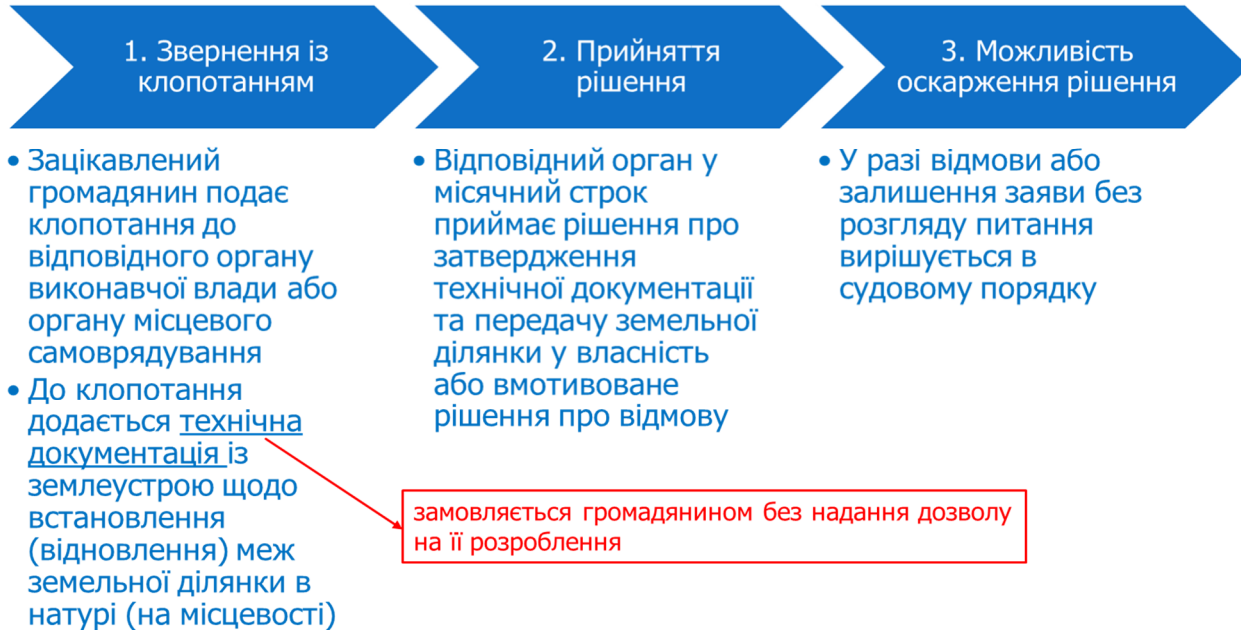 1. Звернення із
клопотанням
2. Прийняття
рішення
3. Можливість
оскарження рішення
• Зацікавлений
громадянин подає
клопотання до
відповідного органу
виконавчої влади або
органу місцевого
самоврядування
• До клопотання
додається технічна
документація із
землеустрою щодо
встановлення
(відновлення) меж
земельної ділянки в
натурі (на місцевості)
• Відповідний орган у
місячний строк
приймає рішення про
затвердження
технічної документації
та передачу земельної
ділянки у власність
або вмотивоване
рішення про відмову
• У разі відмови або
залишення заяви без
розгляду питання
вирішується в
судовому порядку
замовляється громадянином без надання дозволу
на її розроблення